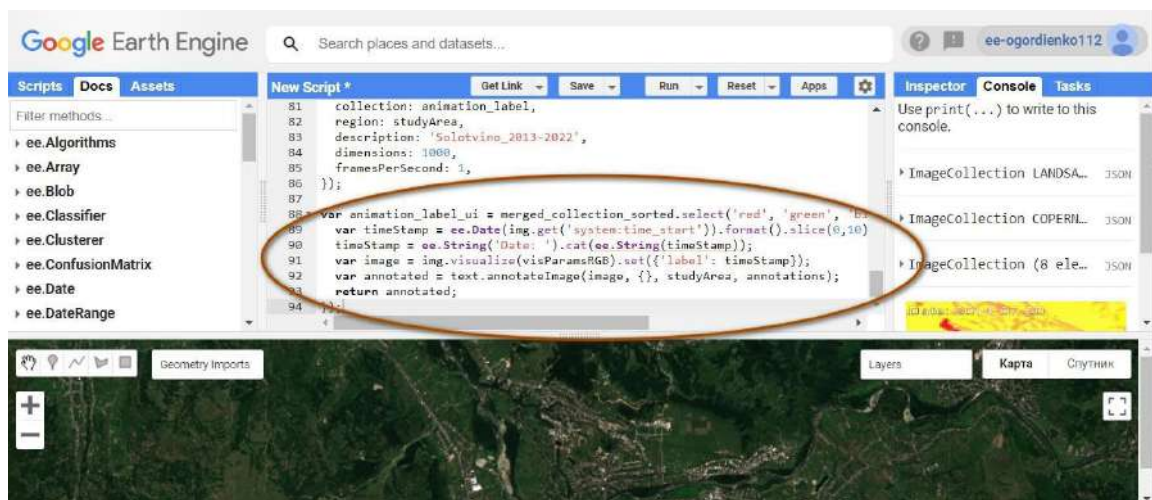 Google Earth Engine
Search places and datasets...
ee-ogordienko112
Scripts Docs Assets
New Script *
Get Link Save Run Reset Apps
Inspector Console Tasks
Filter methods...
ee.Algorithms
ee.Array
ee.Blob
ee.Classifier
ee.Clusterer
ee.ConfusionMatrix
ee.Date
ee.DateRange
81 collection: animation_label,
82 region: studyArea,
83 description: 'Solotvino_2013-2022',
84 dimensions: 1000,
85 framesPerSecond: 1,
86 });
87
88 var animation_label_ui = merged_collection_sorted.select('red', 'green', 'bl
89 var timeStamp = ee.Date(img.get('system:time_start')).format().slice(0,10)
90 timeStamp = ee.String('Date: ').cat(ee.String(timeStamp));
91 var image = img.visualize(visParamsRGB).set({'label': timeStamp});
92 var annotated = text.annotateImage(image, {}, studyArea, annotations);
93 return annotated;
94 });
Use print(...) to write to this
console.
ImageCollection LANDSA… JSON
ImageCollection COPERN… JSON
ImageCollection (8 ele… JSON
Geometry Imports
Layers
Карта Спутник